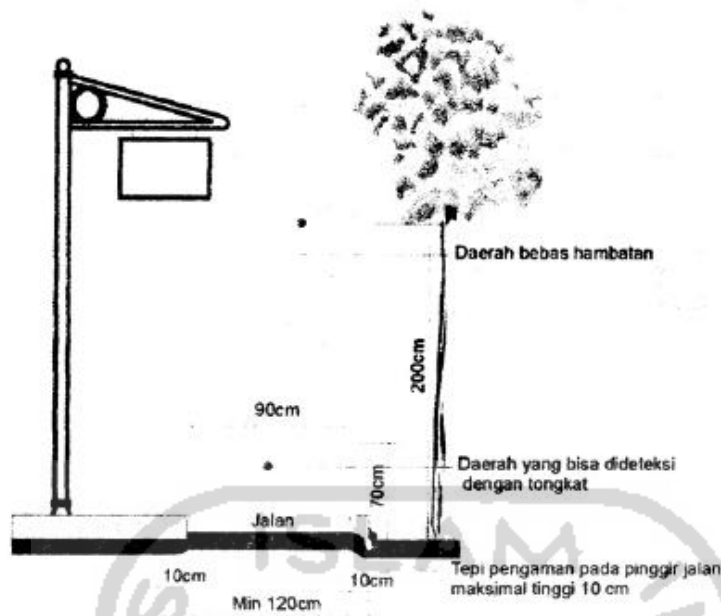 Daerah bebas hambatan
200cm
90cm
Daerah yang bisa dideteksi
dengan tongkat
70cm
Jalan
ISLAM
10cm
10cm
Tepi pengaman pada pinggir jalan
maksimal tinggi 10 cm
Min 120cm